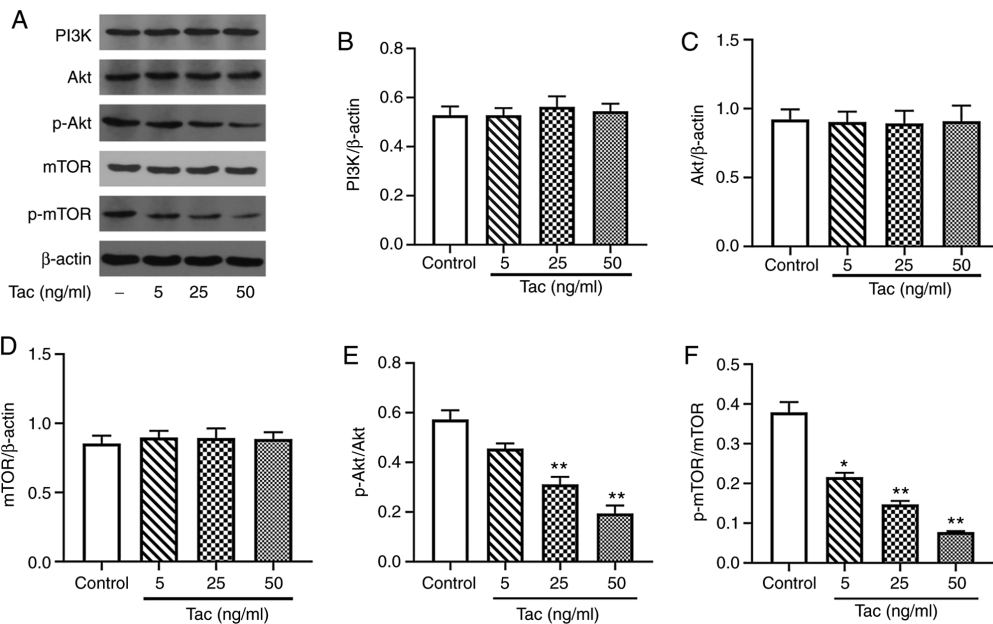 A
PI3K
Akt
p-Akt
mTOR
p-mTOR
β-actin
Tac (ng/ml) – 5 25 50
B
PI3K/β-actin
0.8
0.6
0.4
0.2
0.0
Control 5 25 50
Tac (ng/ml)
C
Akt/β-actin
1.5
1.0
0.5
0.0
Control 5 25 50
Tac (ng/ml)
D
mTOR/β-actin
1.5
1.0
0.5
0.0
Control 5 25 50
Tac (ng/ml)
E
p-Akt/Akt
0.8
0.6
0.4
0.2
0.0
**
**
Control 5 25 50
Tac (ng/ml)
F
p-mTOR/mTOR
0.5
0.4
0.3
0.2
0.1
0.0
*
**
**
Control 5 25 50
Tac (ng/ml)